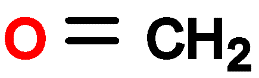 O = CH₂